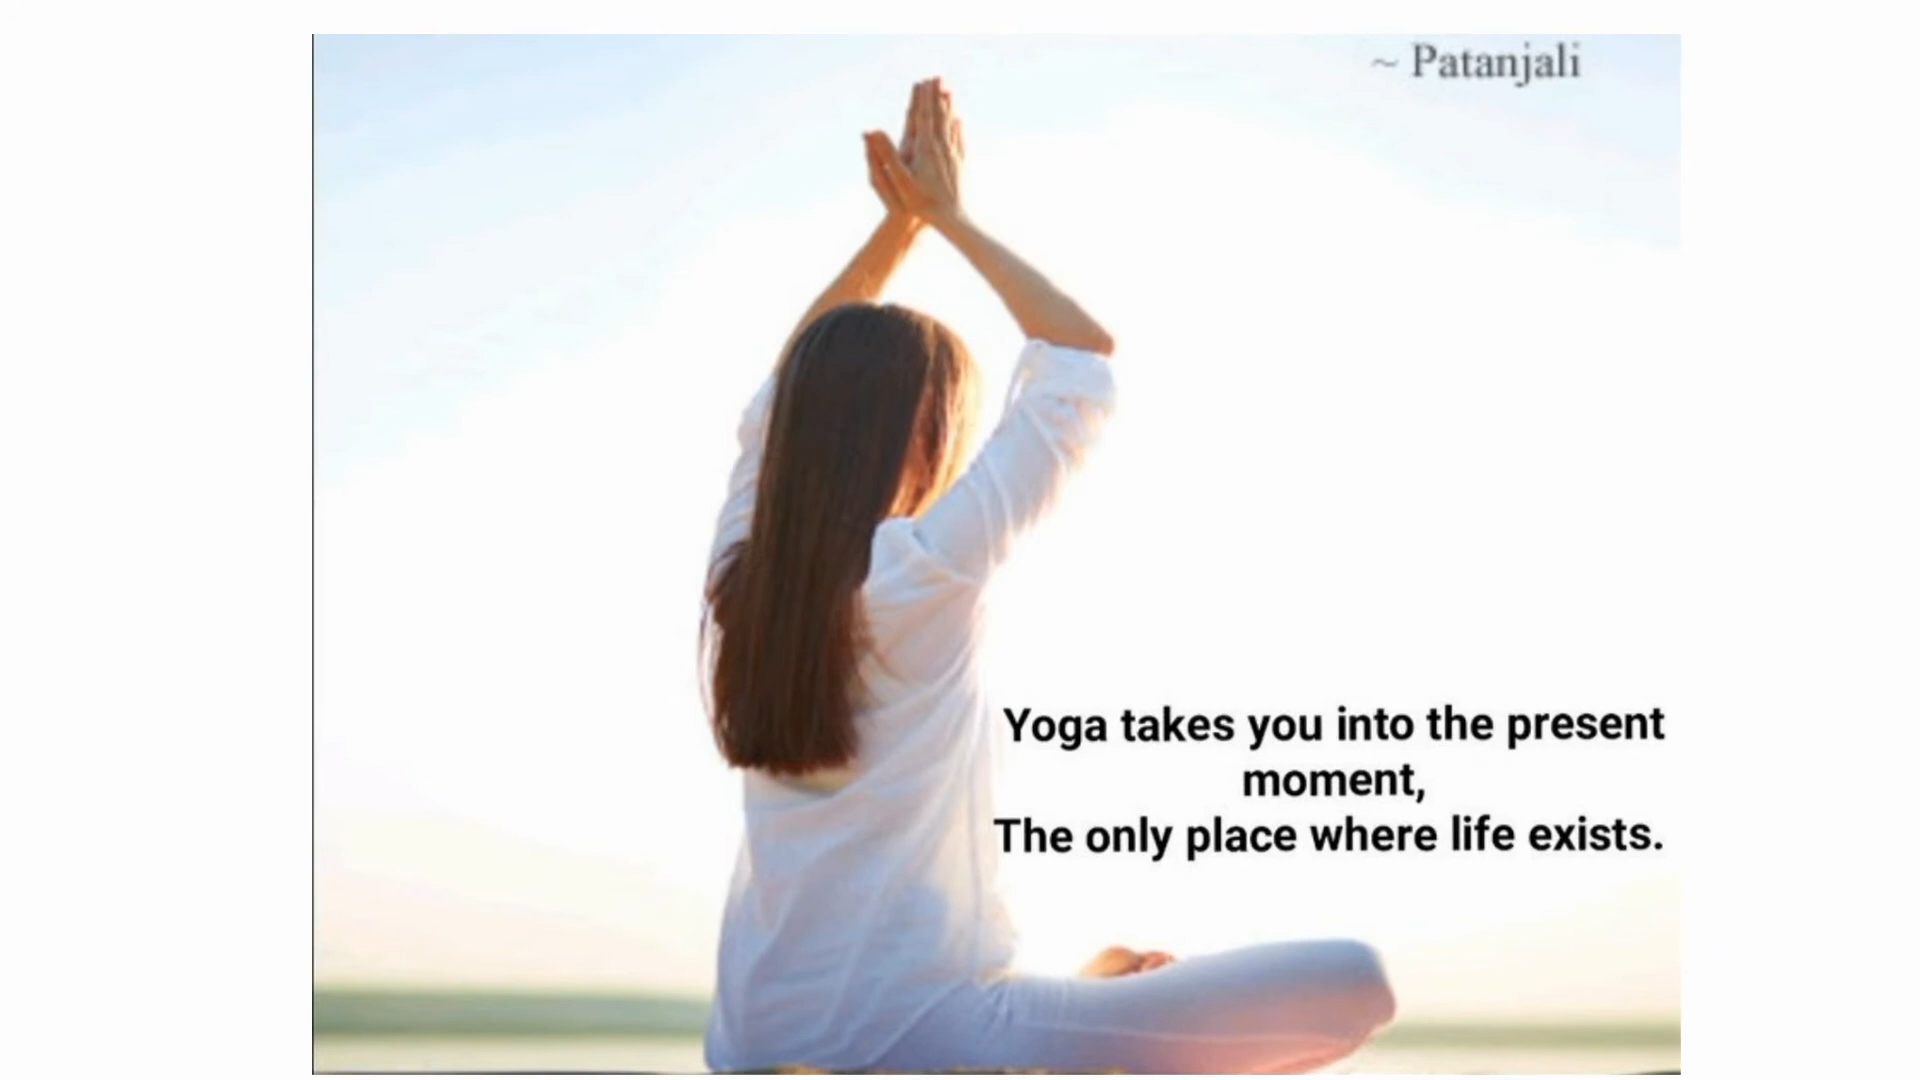 ~ Patanjali
Yoga takes you into the present
moment,
The only place where life exists.